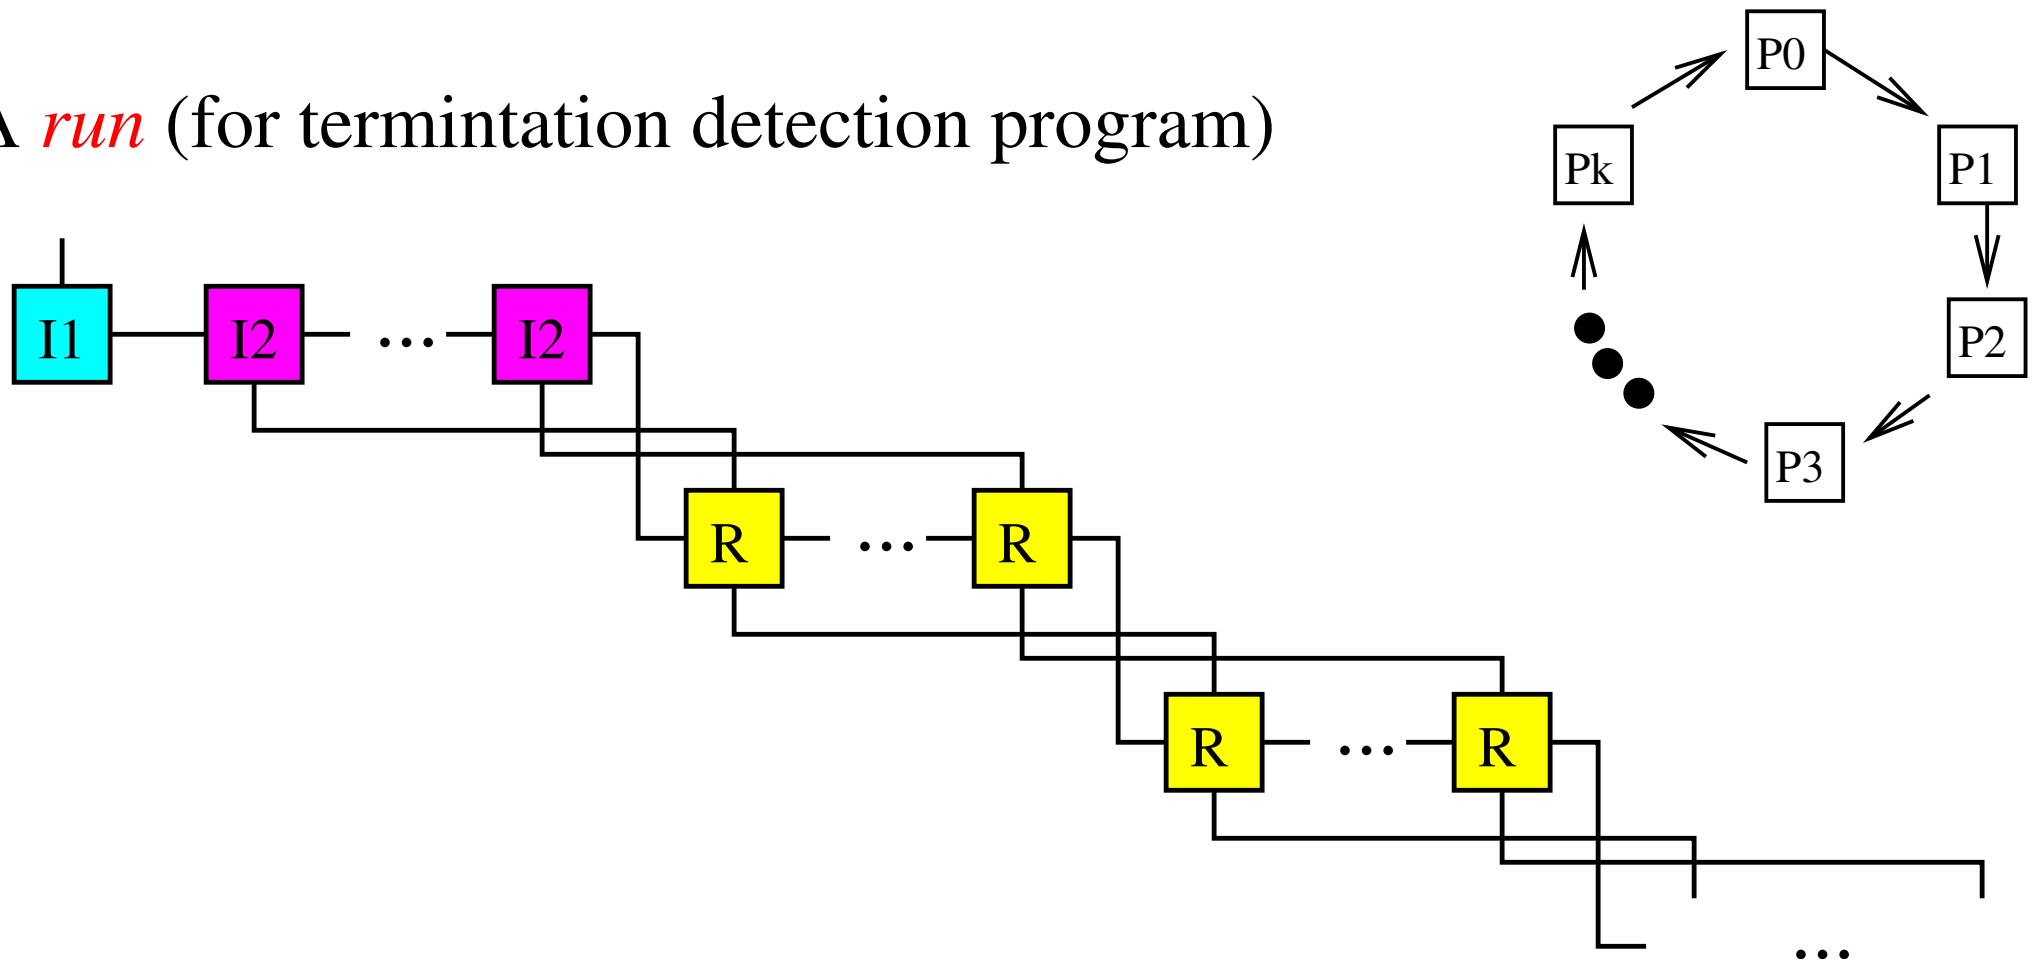 A run (for termintation detection program)
P0
Pk
P1
P2
P3
I1 I2 ... I2
R ... R
R ... R
...